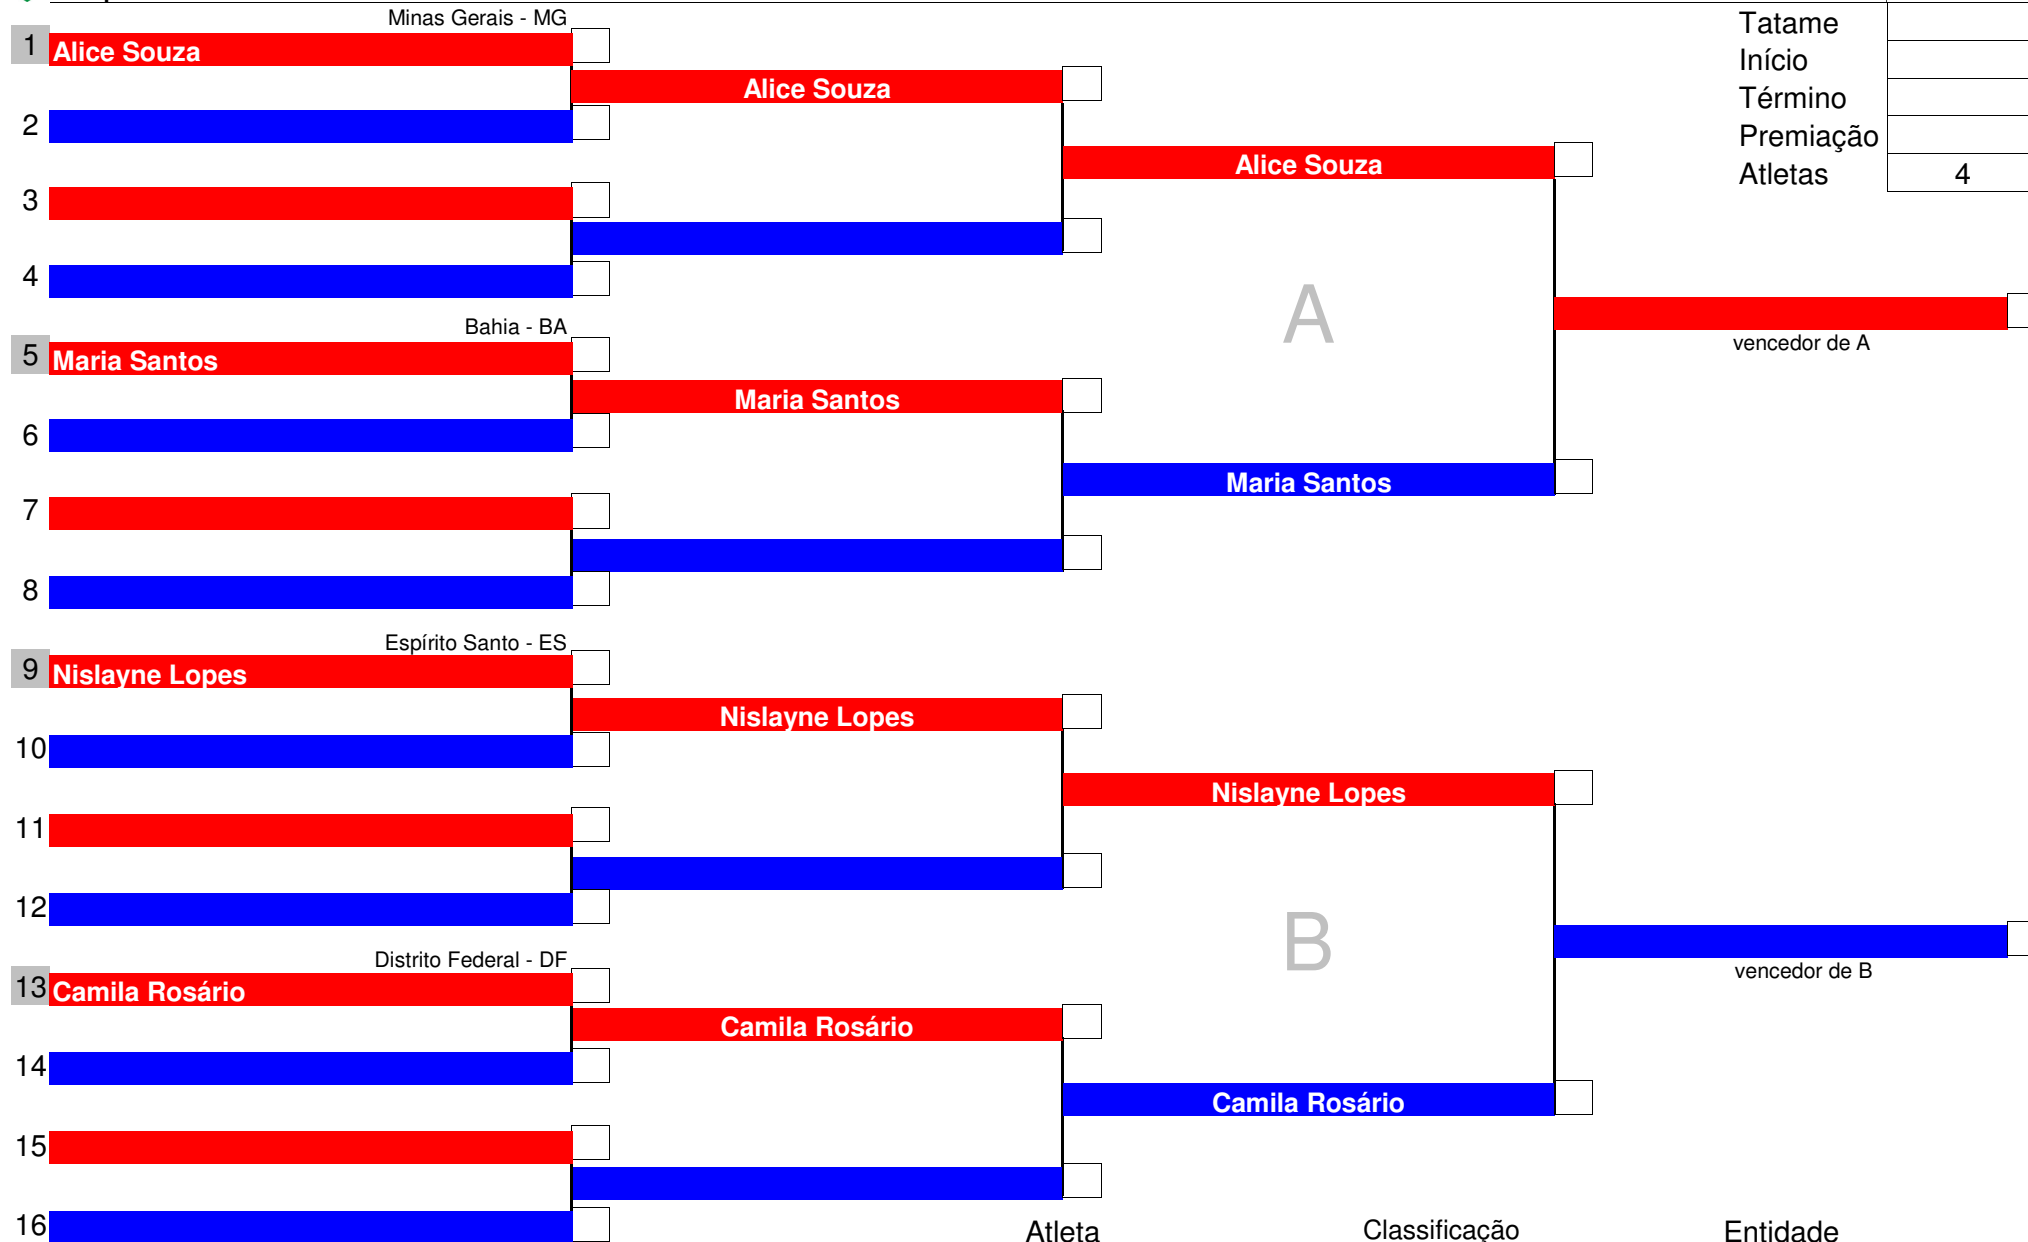 Minas Gerais - MG
Tatame
1 Alice Souza
Início
Alice Souza
Término
2
Premiação
Alice Souza
Atletas 4
3
4
A
Bahia - BA
vencedor de A
5 Maria Santos
Maria Santos
6
Maria Santos
7
8
Espírito Santo - ES
9 Nislayne Lopes
Nislayne Lopes
10
Nislayne Lopes
11
12
B
Distrito Federal - DF
vencedor de B
13 Camila Rosário
Camila Rosário
14
Camila Rosário
15
16
Atleta Classificação Entidade